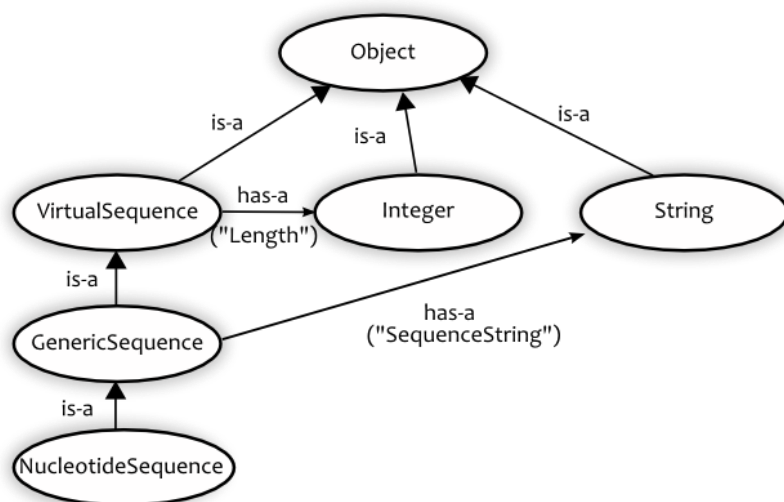 Object
is-a
is-a
is-a
VirtualSequence
has-a
("Length")
Integer
String
is-a
has-a
("SequenceString")
GenericSequence
is-a
NucleotideSequence